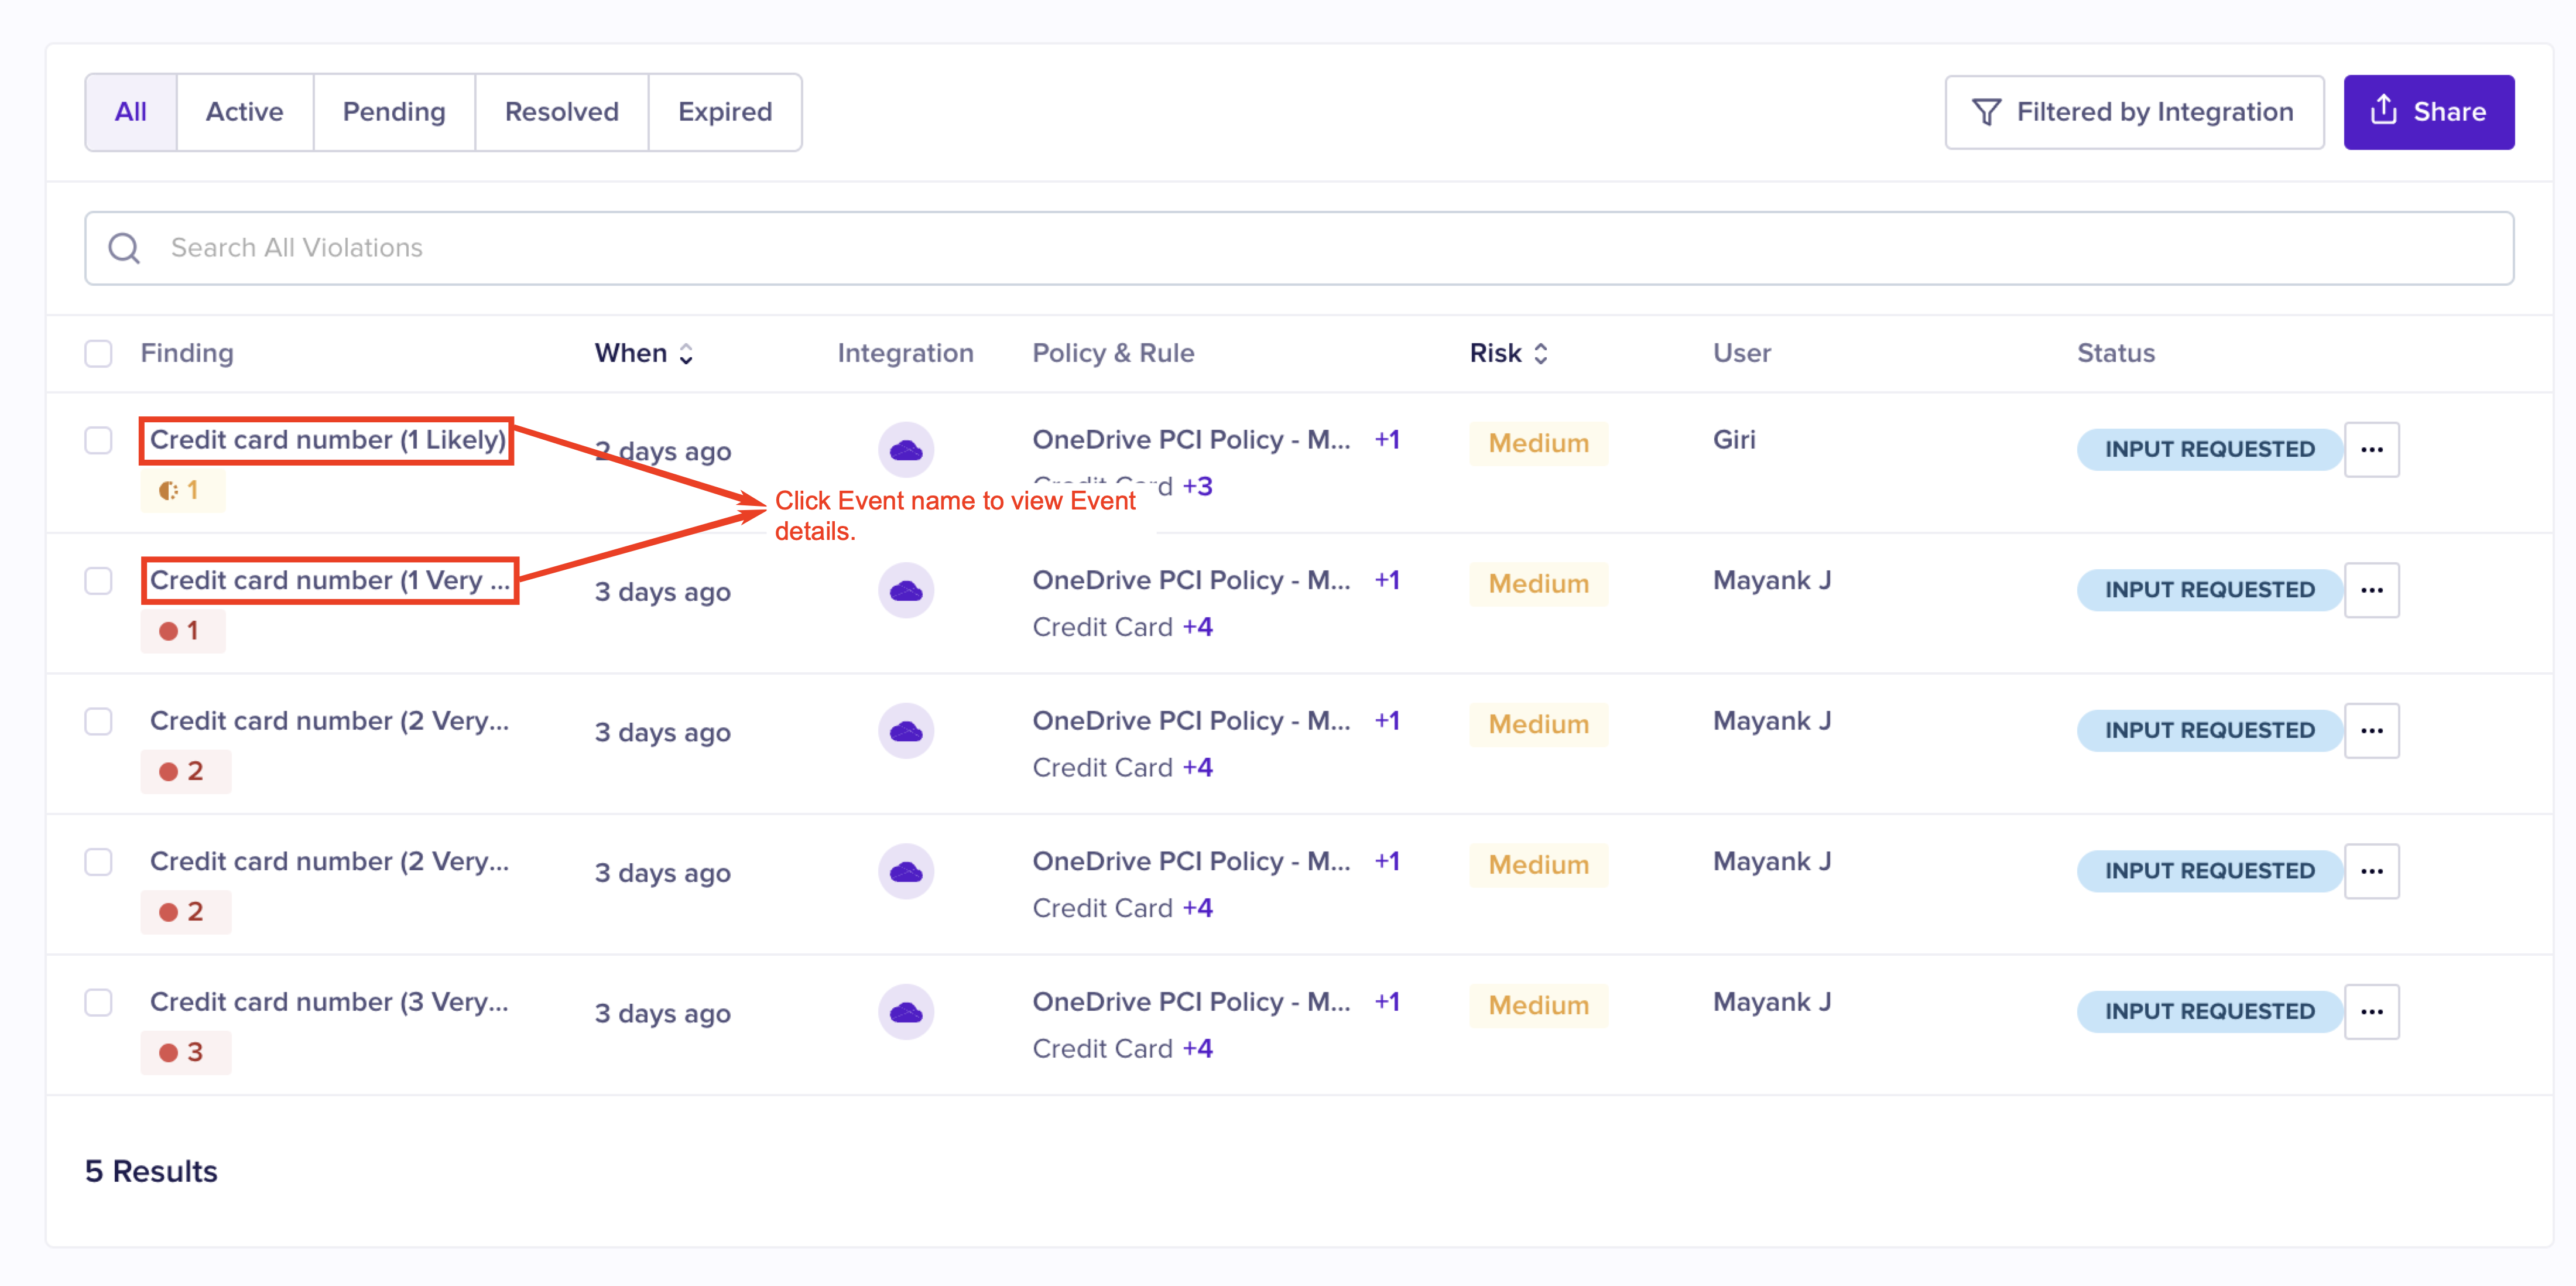 All Active Pending Resolved Expired Filtered by Integration Share
Search All Violations
Finding When Integration Policy & Rule Risk User Status
Credit card number (1 Likely) 2 days ago OneDrive PCI Policy - M... +1 Medium Giri INPUT REQUESTED ...
1 Credit Card +3
Click Event name to view Event
details.
Credit card number (1 Very ... 3 days ago OneDrive PCI Policy - M... +1 Medium Mayank J INPUT REQUESTED ...
1 Credit Card +4
Credit card number (2 Very... 3 days ago OneDrive PCI Policy - M... +1 Medium Mayank J INPUT REQUESTED ...
2 Credit Card +4
Credit card number (2 Very... 3 days ago OneDrive PCI Policy - M... +1 Medium Mayank J INPUT REQUESTED ...
2 Credit Card +4
Credit card number (3 Very... 3 days ago OneDrive PCI Policy - M... +1 Medium Mayank J INPUT REQUESTED ...
3 Credit Card +4
5 Results